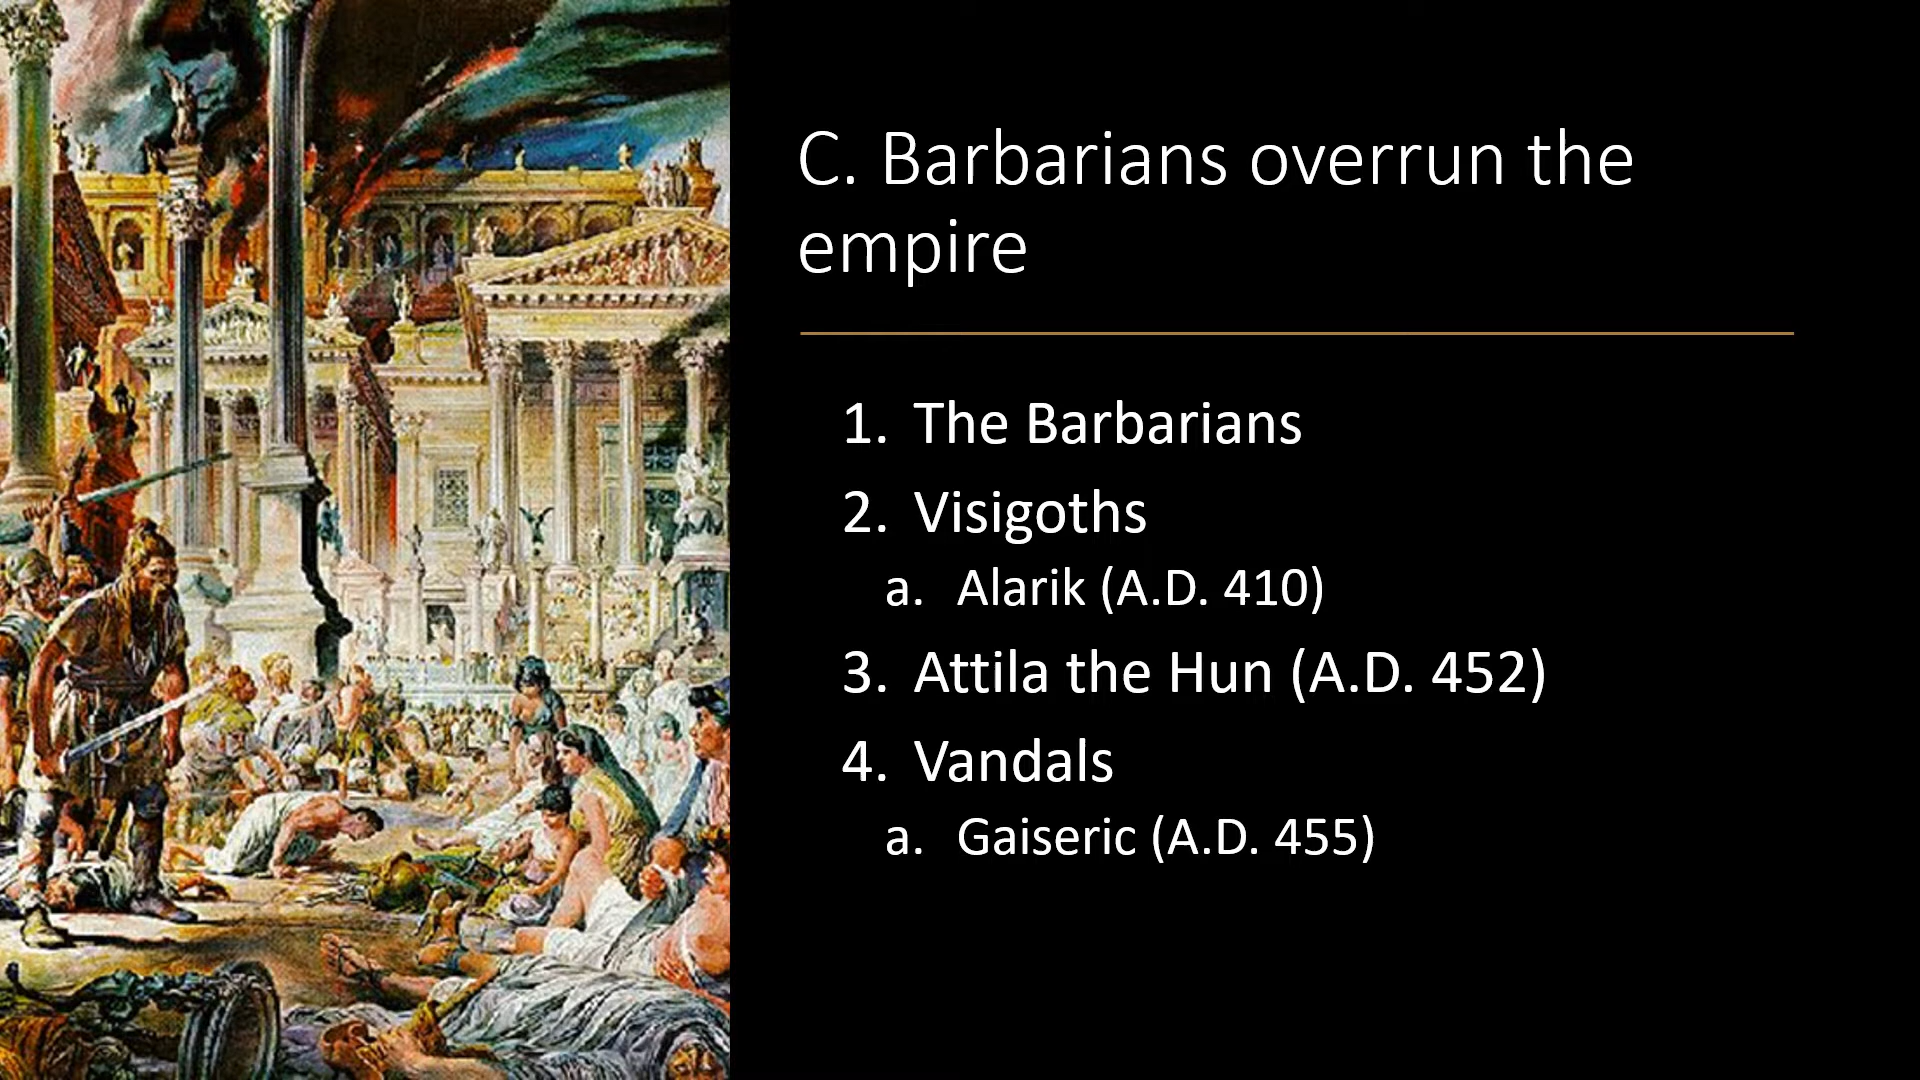 C. Barbarians overrun the
empire
1. The Barbarians
2. Visigoths
a. Alarik (A.D. 410)
3. Attila the Hun (A.D. 452)
4. Vandals
a. Gaiseric (A.D. 455)